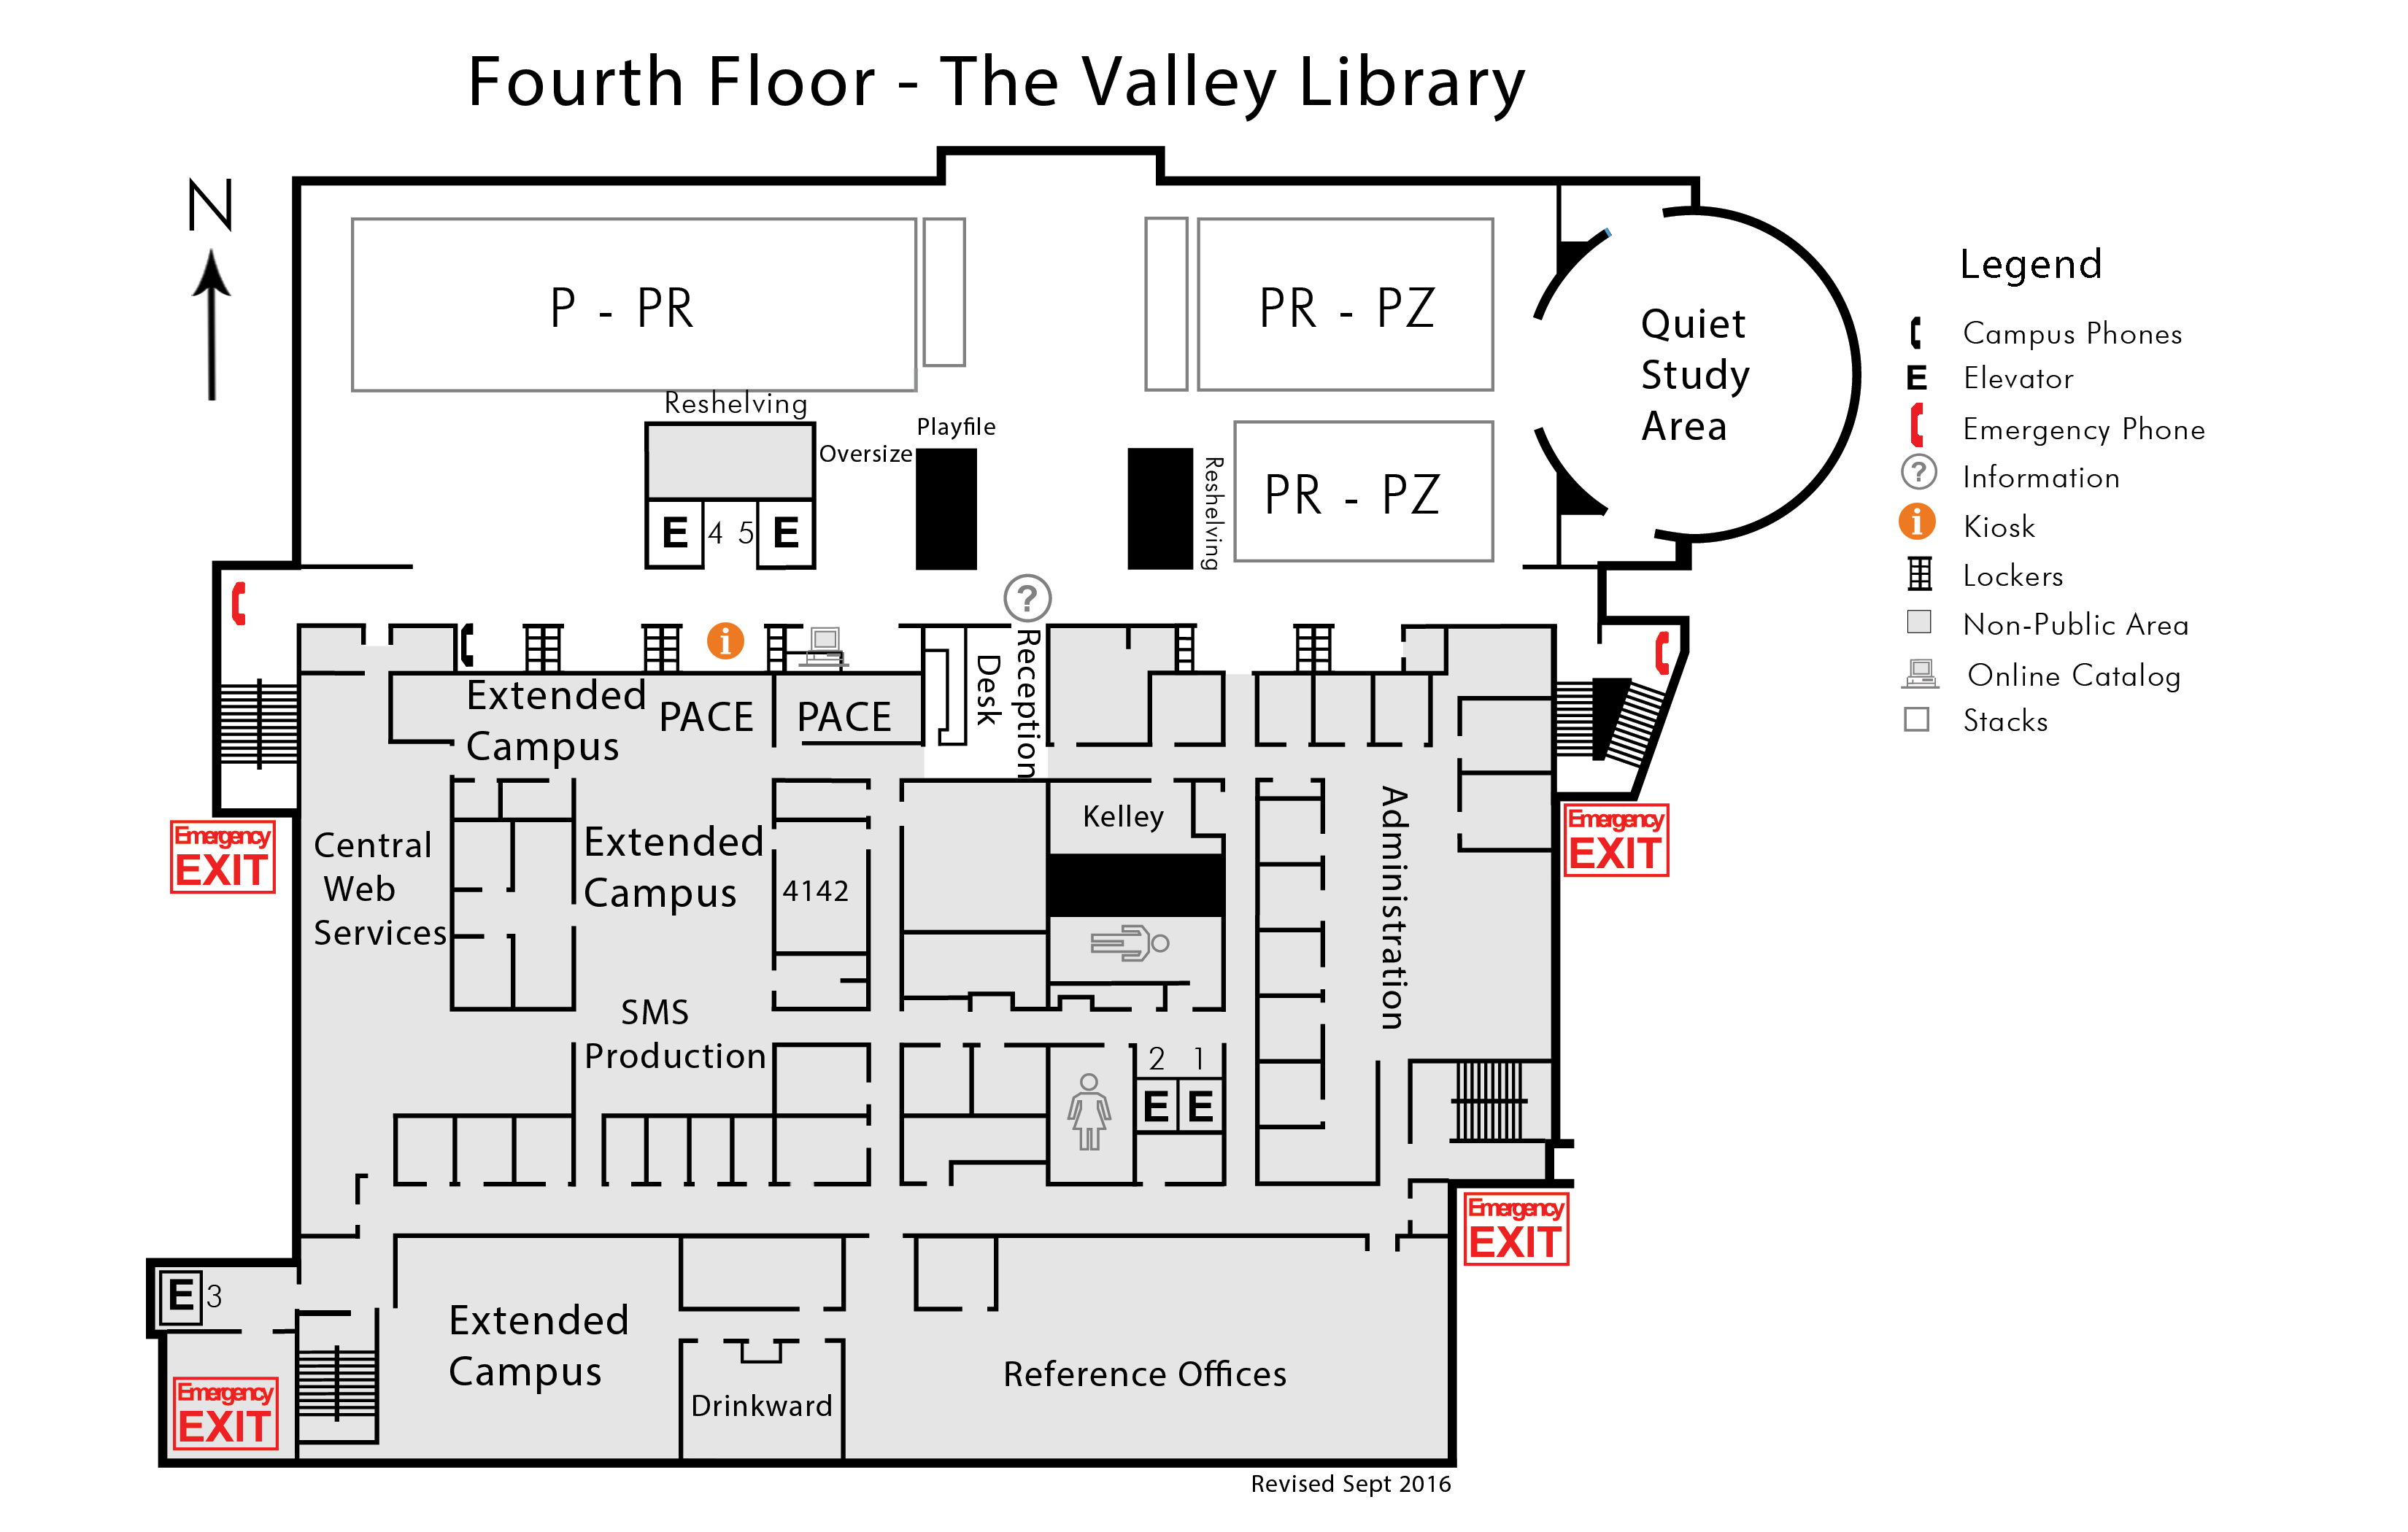 Fourth Floor - The Valley Library
N
P - PR
PR - PZ
Quiet
Study
Area
Reshelving
Oversize
Playfile
Reshelving
PR - PZ
E
4
5
E
?
i
Reception
Desk
Extended
Campus
PACE
PACE
Central
Web
Services
Extended
Campus
4142
Kelley
Administration
SMS
Production
2
1
E
E
Emergency
EXIT
Emergency
EXIT
Emergency
EXIT
E
3
Emergency
EXIT
Extended
Campus
Drinkward
Reference Offices
Revised Sept 2016
Legend
Campus Phones
E
Elevator
Emergency Phone
?
Information
i
Kiosk
Lockers
Non-Public Area
Online Catalog
Stacks